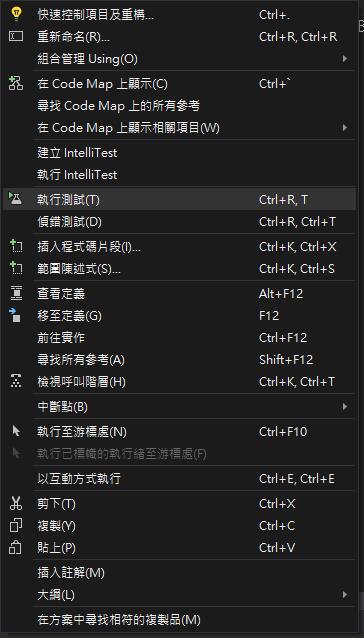 快速控制項目及重構... Ctrl+.
重新命名(R)... Ctrl+R, Ctrl+R
組合管理 Using(O)
在 Code Map 上顯示(C) Ctrl+`
尋找 Code Map 上的所有參考
在 Code Map 上顯示相關項目(W)
建立 IntelliTest
執行 IntelliTest
執行測試(T) Ctrl+R, T
偵錯測試(D) Ctrl+R, Ctrl+T
插入程式碼片段(I)... Ctrl+K, Ctrl+X
範圍陳述式(S)... Ctrl+K, Ctrl+S
查看定義 Alt+F12
移至定義(G) F12
前往實作 Ctrl+F12
尋找所有參考(A) Shift+F12
檢視呼叫階層(H) Ctrl+K, Ctrl+T
中斷點(B)
執行至游標處(N) Ctrl+F10
執行已標幟的執行緒至游標處(F)
以互動方式執行 Ctrl+E, Ctrl+E
剪下(T) Ctrl+X
複製(Y) Ctrl+C
貼上(P) Ctrl+V
插入註解(M)
大綱(L)
在方案中尋找相符的複製品(M)